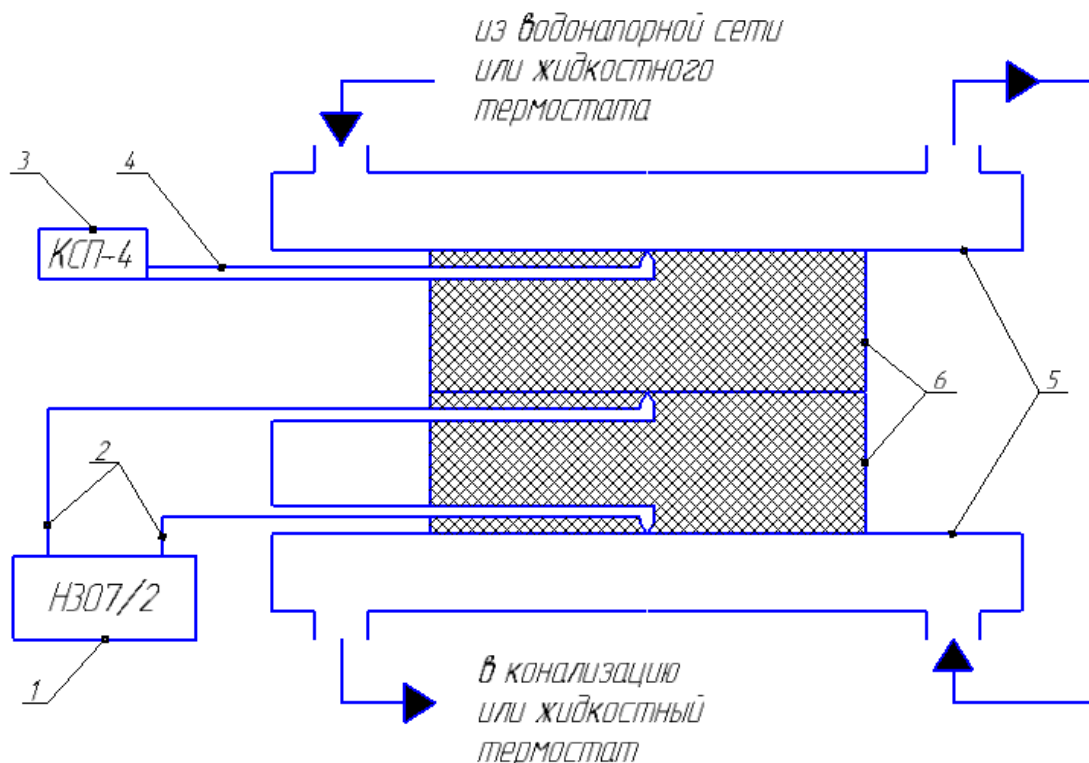 из водонапорной сети
или жидкостного
термостата
3
4
КСП-4
6
5
2
Н307/2
1
в конализацию
или жидкостный
термостат